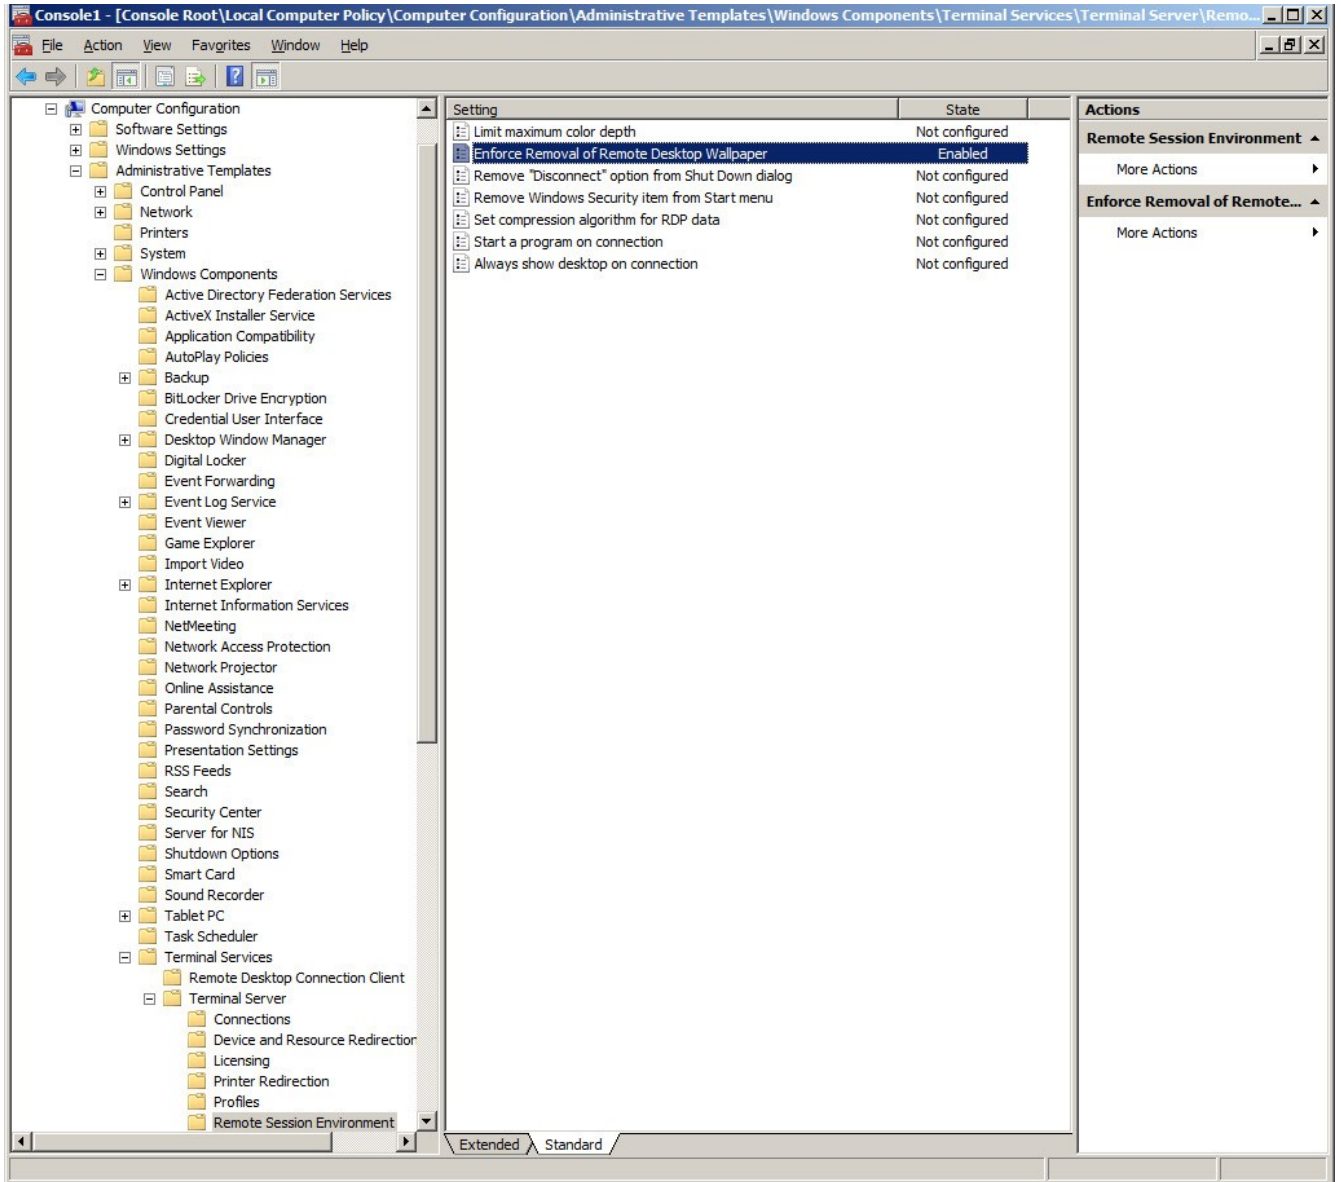 Console1 - [Console Root\Local Computer Policy\Computer Configuration\Administrative Templates\Windows Components\Terminal Services\Terminal Server\Remo...
File Action View Favorites Window Help
Computer Configuration
Software Settings
Windows Settings
Administrative Templates
Control Panel
Network
Printers
System
Windows Components
Active Directory Federation Services
ActiveX Installer Service
Application Compatibility
AutoPlay Policies
Backup
BitLocker Drive Encryption
Credential User Interface
Desktop Window Manager
Digital Locker
Event Forwarding
Event Log Service
Event Viewer
Game Explorer
Import Video
Internet Explorer
Internet Information Services
NetMeeting
Network Access Protection
Network Projector
Online Assistance
Parental Controls
Password Synchronization
Presentation Settings
RSS Feeds
Search
Security Center
Server for NIS
Shutdown Options
Smart Card
Sound Recorder
Tablet PC
Task Scheduler
Terminal Services
Remote Desktop Connection Client
Terminal Server
Connections
Device and Resource Redirection
Licensing
Printer Redirection
Profiles
Remote Session Environment
Setting State
Limit maximum color depth Not configured
Enforce Removal of Remote Desktop Wallpaper Enabled
Remove "Disconnect" option from Shut Down dialog Not configured
Remove Windows Security item from Start menu Not configured
Set compression algorithm for RDP data Not configured
Start a program on connection Not configured
Always show desktop on connection Not configured
Extended Standard
Actions
Remote Session Environment
More Actions
Enforce Removal of Remote...
More Actions